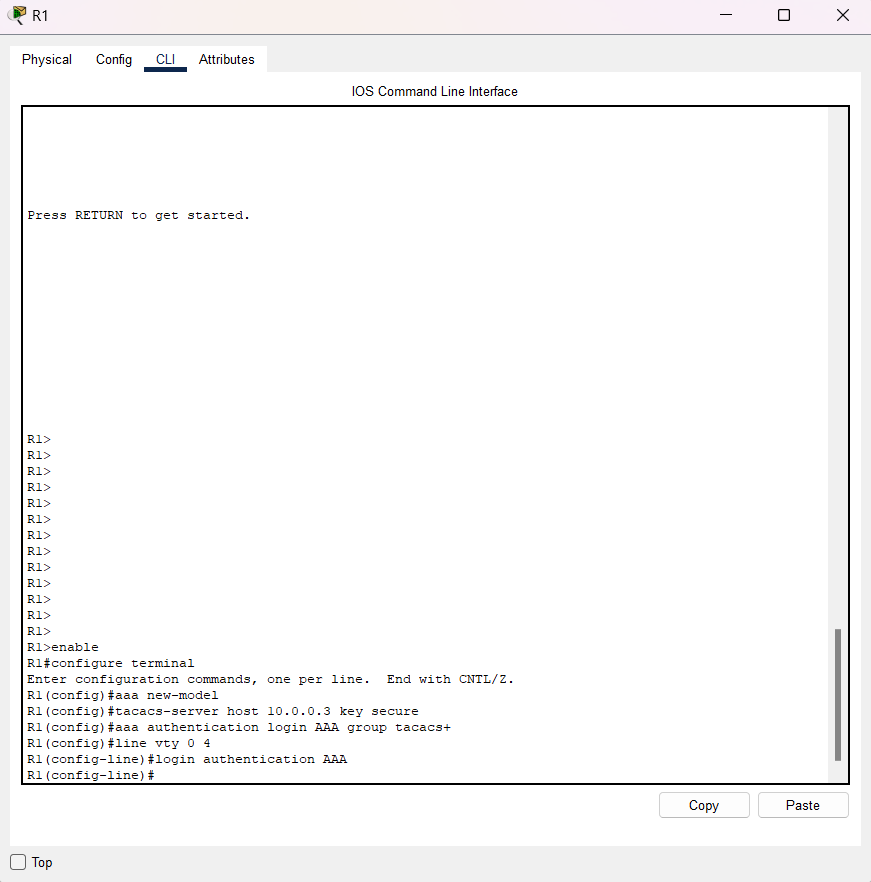 R1
Physical Config CLI Attributes
IOS Command Line Interface
Press RETURN to get started.
R1>
R1>
R1>
R1>
R1>
R1>
R1>
R1>
R1>
R1>
R1>
R1>
R1>
R1>enable
R1#configure terminal
Enter configuration commands, one per line.  End with CNTL/Z.
R1(config)#aaa new-model
R1(config)#tacacs-server host 10.0.0.3 key secure
R1(config)#aaa authentication login AAA group tacacs+
R1(config)#line vty 0 4
R1(config-line)#login authentication AAA
R1(config-line)#
Copy Paste
Top